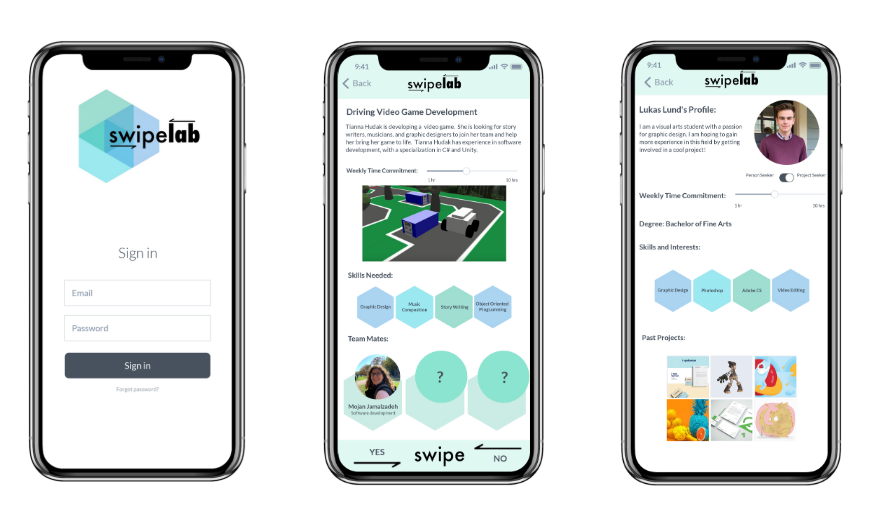 swipelab
Sign in
Email
Password
Sign in
Forgot password?
9:41
Back
swipelab
Driving Video Game Development
Tianna Hudak is developing a video game. She is looking for story
writers, musicians, and graphic designers to join her team and help
her bring her game to life. Tianna Hudak has experience in software
development, with a specialization in C# and Unity.
Weekly Time Commitment:
1 hr
10 hrs
Skills Needed:
Graphic Design
Music
Composition
Story Writing
Object-Oriented
Programming
Team Mates:
?
?
Mojan Jamalzadeh
Software development
YES
swipe
NO
9:41
Back
swipelab
Lukas Lund's Profile:
I am a visual arts student with a passion
for graphic design. I am hoping to gain
more experience in this field by getting
involved in a cool project!
Person Seeker
Project Seeker
Weekly Time Commitment:
1 hr
10 hrs
Degree: Bachelor of Fine Arts
Skills and Interests:
Graphic Design
Photoshop
Adobe CS
Video Editing
Past Projects: